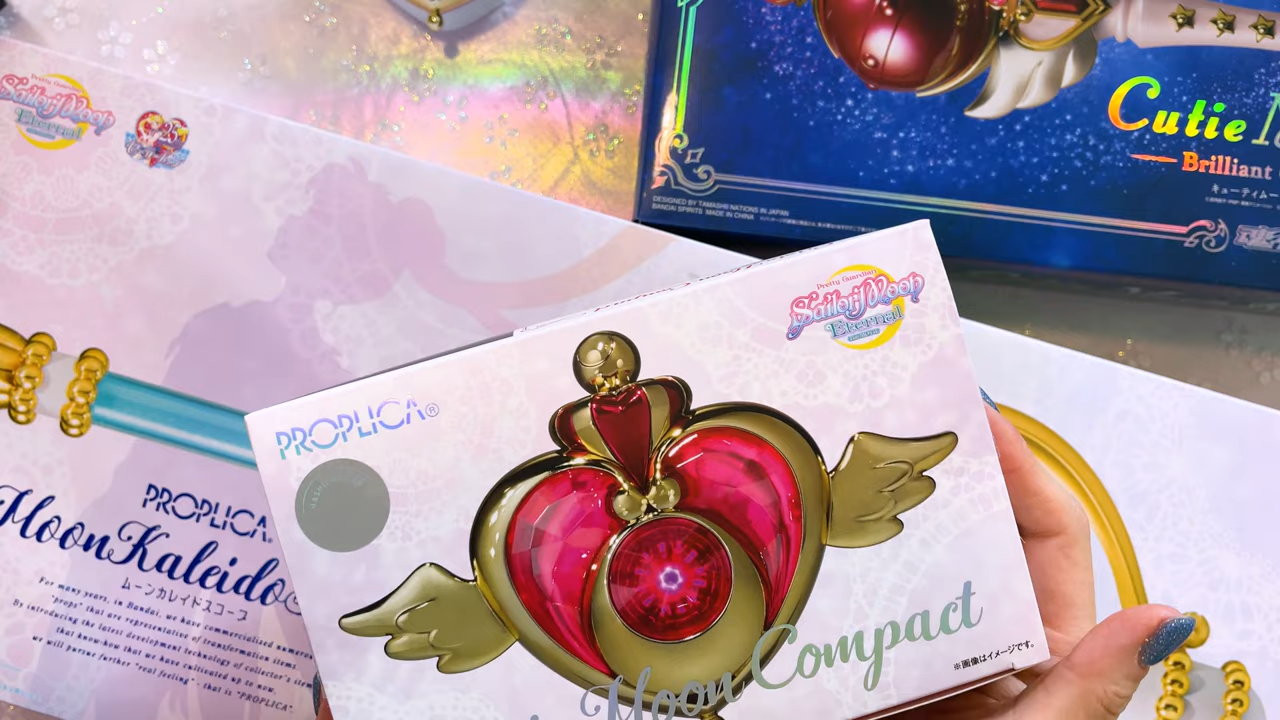 Pretty Guardian
Sailor Moon
Eternal
25
PROPLICA
Moon Kaleido
ムーンカレイドスコープ
For many years, in Bandai, we have commercialized numerous
"props" that are representative of transformation items.
By introducing the latest development technology of collector's item
that know-how that we have cultivated up to now,
we will pursue further "real feeling" - that is "PROPLICA".
DESIGNED BY TAMASHII NATIONS IN JAPAN
BANDAI SPIRITS MADE IN CHINA
Cutie
Brilliant
キューティムー
Pretty Guardian
Sailor Moon
Eternal
PROPLICA®
Moon Compact
※画像はイメージです。